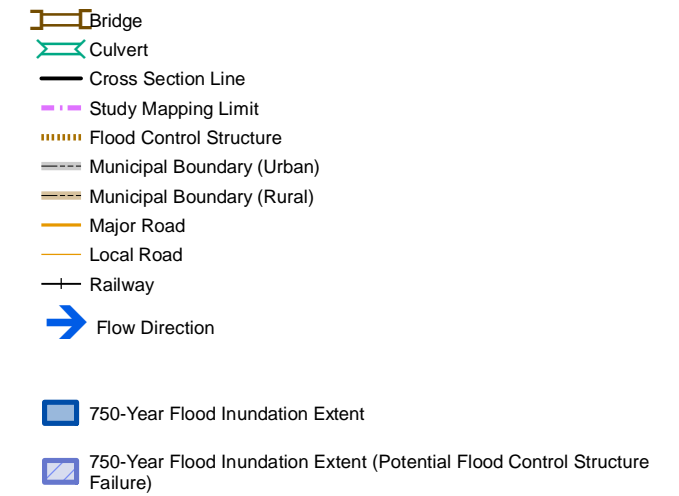 Bridge
Culvert
Cross Section Line
Study Mapping Limit
Flood Control Structure
Municipal Boundary (Urban)
Municipal Boundary (Rural)
Major Road
Local Road
Railway
Flow Direction
750-Year Flood Inundation Extent
750-Year Flood Inundation Extent (Potential Flood Control Structure
Failure)